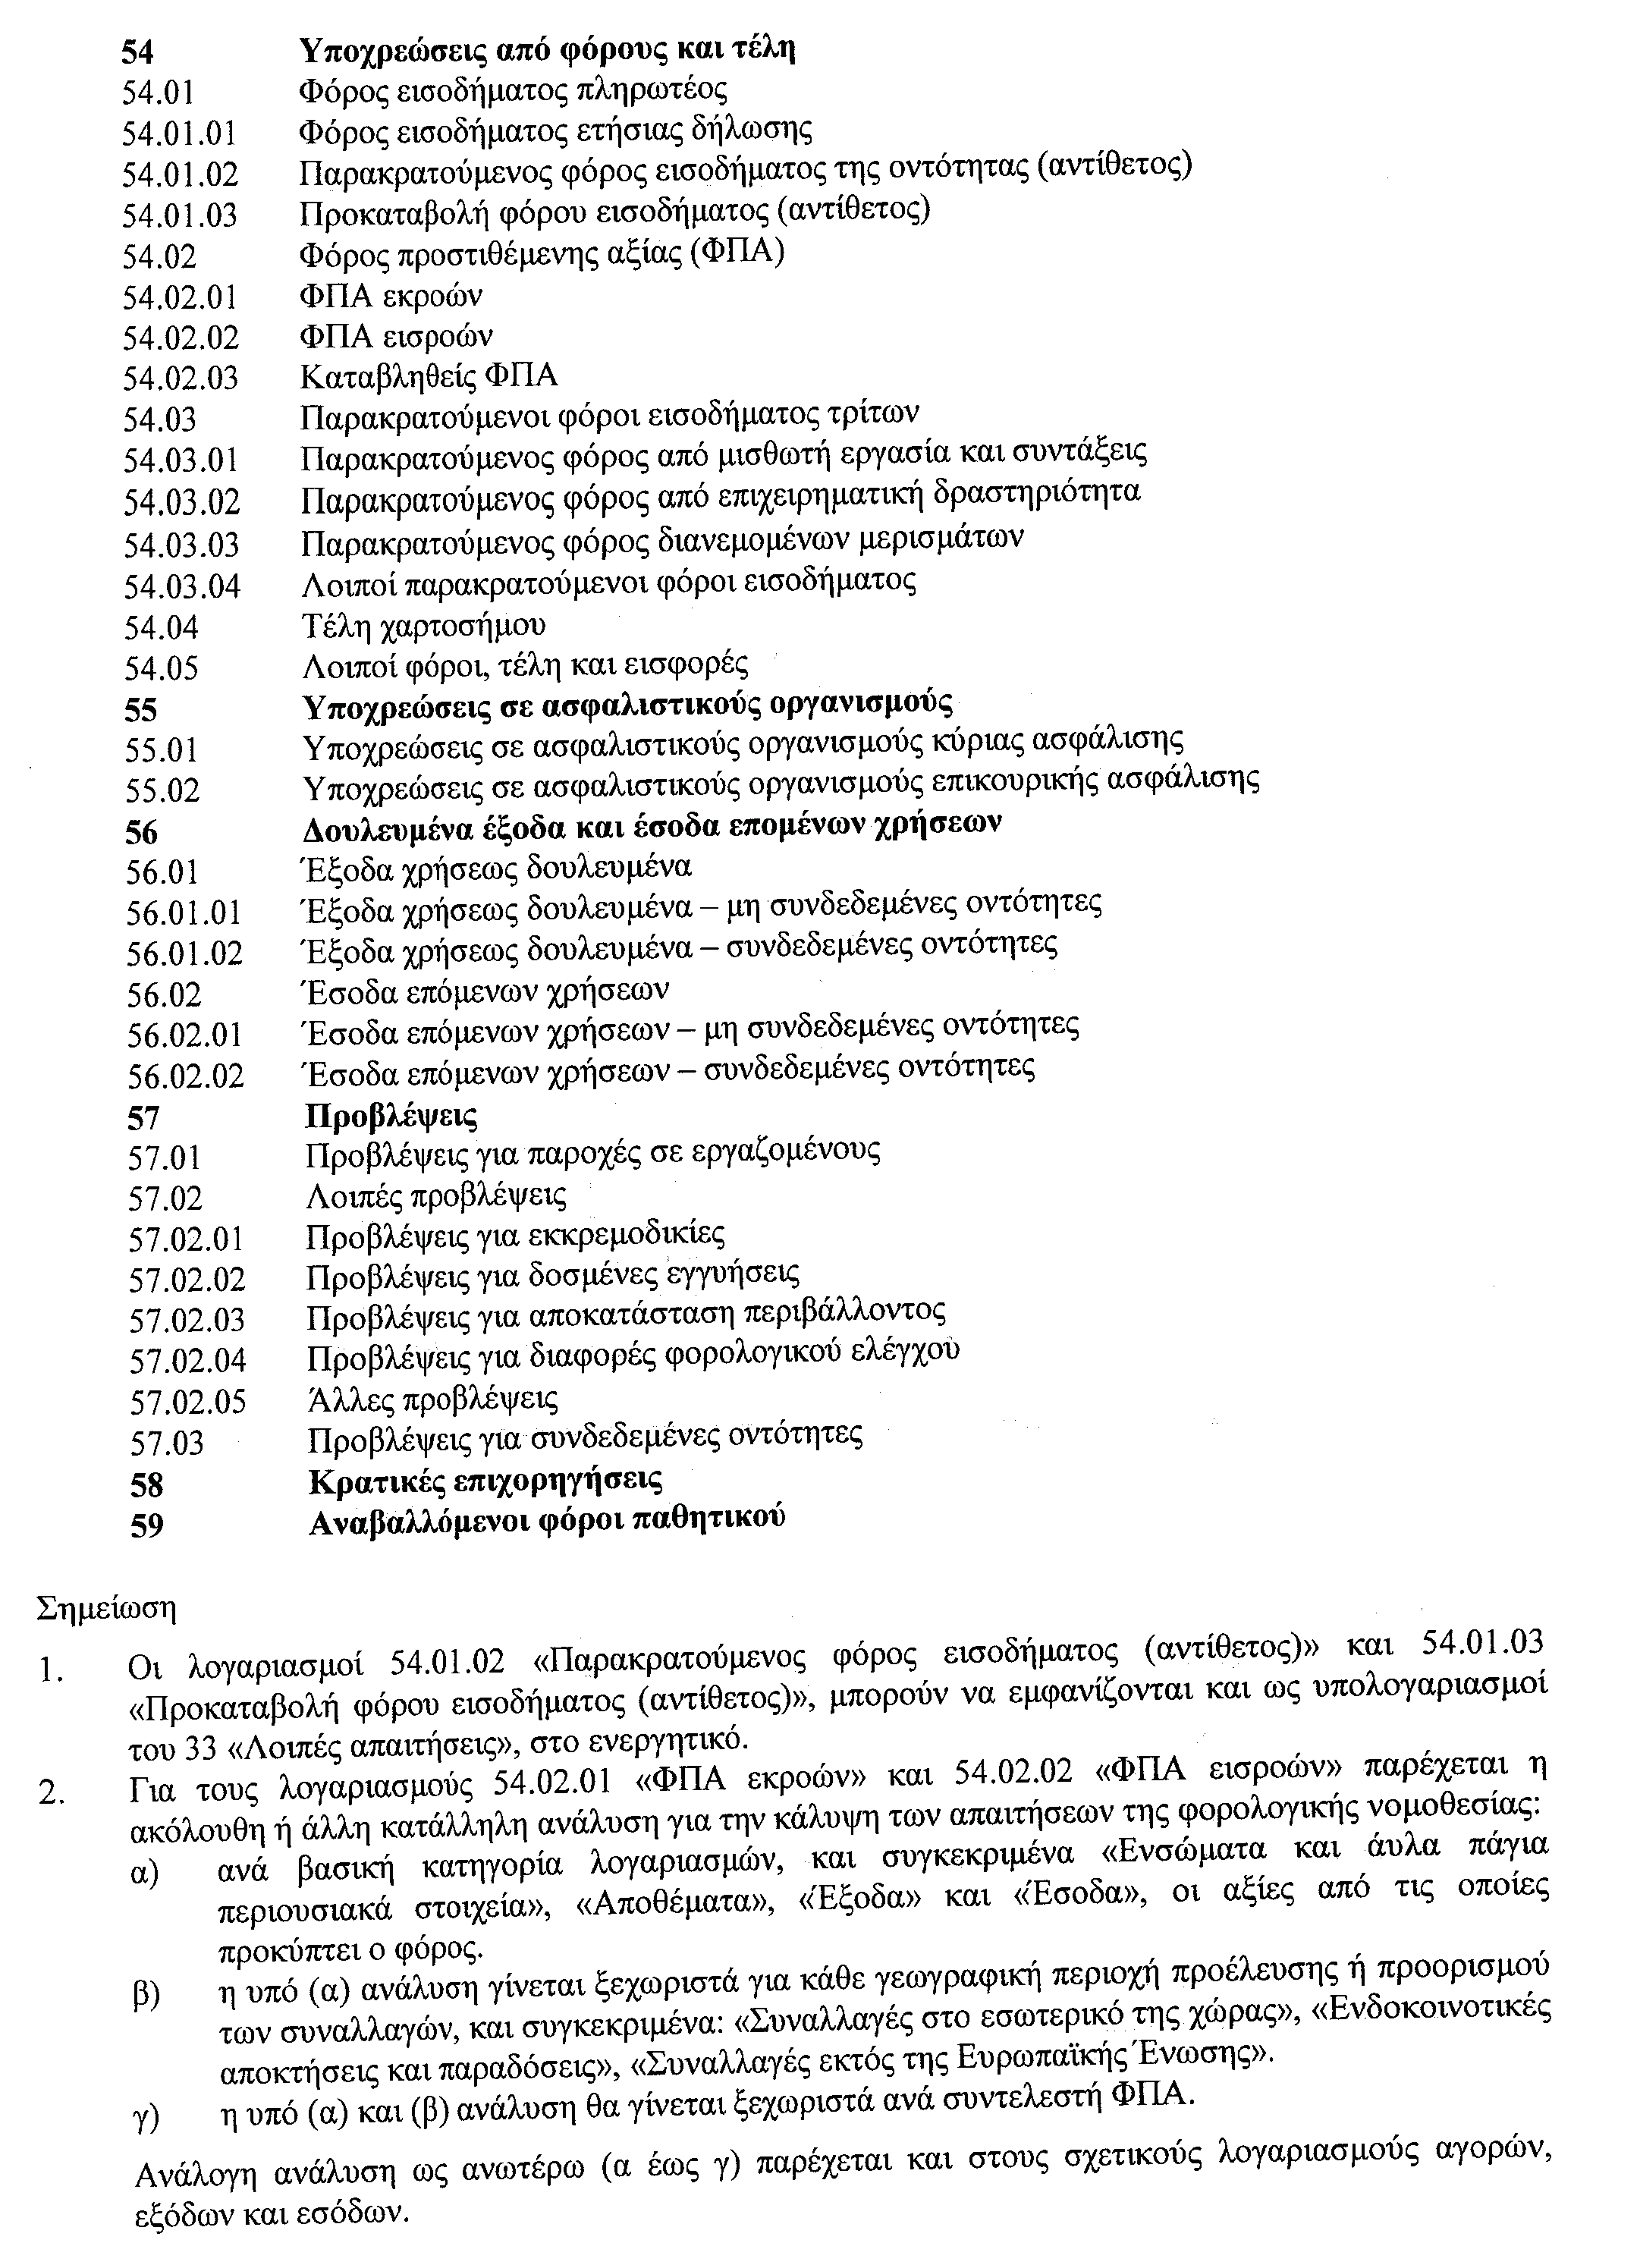 54 Υποχρεώσεις από φόρους και τέλη
54.01 Φόρος εισοδήματος πληρωτέος
54.01.01 Φόρος εισοδήματος ετήσιας δήλωσης
54.01.02 Παρακρατούμενος φόρος εισοδήματος της οντότητας (αντίθετος)
54.01.03 Προκαταβολή φόρου εισοδήματος (αντίθετος)
54.02 Φόρος προστιθέμενης αξίας (ΦΠΑ)
54.02.01 ΦΠΑ εκροών
54.02.02 ΦΠΑ εισροών
54.02.03 Καταβληθείς ΦΠΑ
54.03 Παρακρατούμενοι φόροι εισοδήματος τρίτων
54.03.01 Παρακρατούμενος φόρος από μισθωτή εργασία και συντάξεις
54.03.02 Παρακρατούμενος φόρος από επιχειρηματική δραστηριότητα
54.03.03 Παρακρατούμενος φόρος διανεμομένων μερισμάτων
54.03.04 Λοιποί παρακρατούμενοι φόροι εισοδήματος
54.04 Τέλη χαρτοσήμου
54.05 Λοιποί φόροι, τέλη και εισφορές
55 Υποχρεώσεις σε ασφαλιστικούς οργανισμούς
55.01 Υποχρεώσεις σε ασφαλιστικούς οργανισμούς κύριας ασφάλισης
55.02 Υποχρεώσεις σε ασφαλιστικούς οργανισμούς επικουρικής ασφάλισης
56 Δουλευμένα έξοδα και έσοδα επομένων χρήσεων
56.01 Έξοδα χρήσεως δουλευμένα
56.01.01 Έξοδα χρήσεως δουλευμένα – μη συνδεδεμένες οντότητες
56.01.02 Έξοδα χρήσεως δουλευμένα – συνδεδεμένες οντότητες
56.02 Έσοδα επόμενων χρήσεων
56.02.01 Έσοδα επόμενων χρήσεων – μη συνδεδεμένες οντότητες
56.02.02 Έσοδα επόμενων χρήσεων – συνδεδεμένες οντότητες
57 Προβλέψεις
57.01 Προβλέψεις για παροχές σε εργαζομένους
57.02 Λοιπές προβλέψεις
57.02.01 Προβλέψεις για εκκρεμοδικίες
57.02.02 Προβλέψεις για δοσμένες εγγυήσεις
57.02.03 Προβλέψεις για αποκατάσταση περιβάλλοντος
57.02.04 Προβλέψεις για διαφορές φορολογικού ελέγχου
57.02.05 Άλλες προβλέψεις
57.03 Προβλέψεις για συνδεδεμένες οντότητες
58 Κρατικές επιχορηγήσεις
59 Αναβαλλόμενοι φόροι παθητικού
Σημείωση
1. Οι λογαριασμοί 54.01.02 «Παρακρατούμενος φόρος εισοδήματος (αντίθετος)» και 54.01.03
«Προκαταβολή φόρου εισοδήματος (αντίθετος)», μπορούν να εμφανίζονται και ως υπολογαριασμοί
του 33 «Λοιπές απαιτήσεις», στο ενεργητικό.
2. Για τους λογαριασμούς 54.02.01 «ΦΠΑ εκροών» και 54.02.02 «ΦΠΑ εισροών» παρέχεται η
ακόλουθη ή άλλη κατάλληλη ανάλυση για την κάλυψη των απαιτήσεων της φορολογικής νομοθεσίας:
α) ανά βασική κατηγορία λογαριασμών, και συγκεκριμένα «Ενσώματα και άυλα πάγια
περιουσιακά στοιχεία», «Αποθέματα», «Έξοδα» και «Έσοδα», οι αξίες από τις οποίες
προκύπτει ο φόρος.
β) η υπό (α) ανάλυση γίνεται ξεχωριστά για κάθε γεωγραφική περιοχή προέλευσης ή προορισμού
των συναλλαγών, και συγκεκριμένα: «Συναλλαγές στο εσωτερικό της χώρας», «Ενδοκοινοτικές
αποκτήσεις και παραδόσεις», «Συναλλαγές εκτός της Ευρωπαϊκής Ένωσης».
γ) η υπό (α) και (β) ανάλυση θα γίνεται ξεχωριστά ανά συντελεστή ΦΠΑ.
Ανάλογη ανάλυση ως ανωτέρω (α έως γ) παρέχεται και στους σχετικούς λογαριασμούς αγορών,
εξόδων και εσόδων.